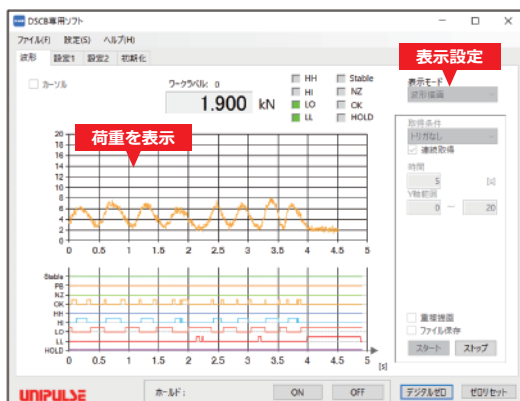 DSCB専用ソフト
ファイル(F) 設定(S) ヘルプ(H)
波形 設定1 設定2 初期化
カーソル
ワークラベル: 0
1.900 kN
HH
HI
LO
LL
Stable
NZ
OK
HOLD
表示設定
表示モード
波形描画
荷重を表示
20
18
16
14
12
10
8
6
4
2
0
0 0.5 1 1.5 2 2.5 3 3.5 4 4.5 5
取得条件
トリガなし
連続取得
時間
5 [s]
Y軸範囲
0 — 20
Stable
PB
NZ
OK
HH
HI
LO
LL
HOLD
0 0.5 1 1.5 2 2.5 3 3.5 4 4.5 5 [s]
重複描画
ファイル保存
スタート ストップ
UNIPULSE
ホールド: ON OFF デジタルゼロ ゼロリセット